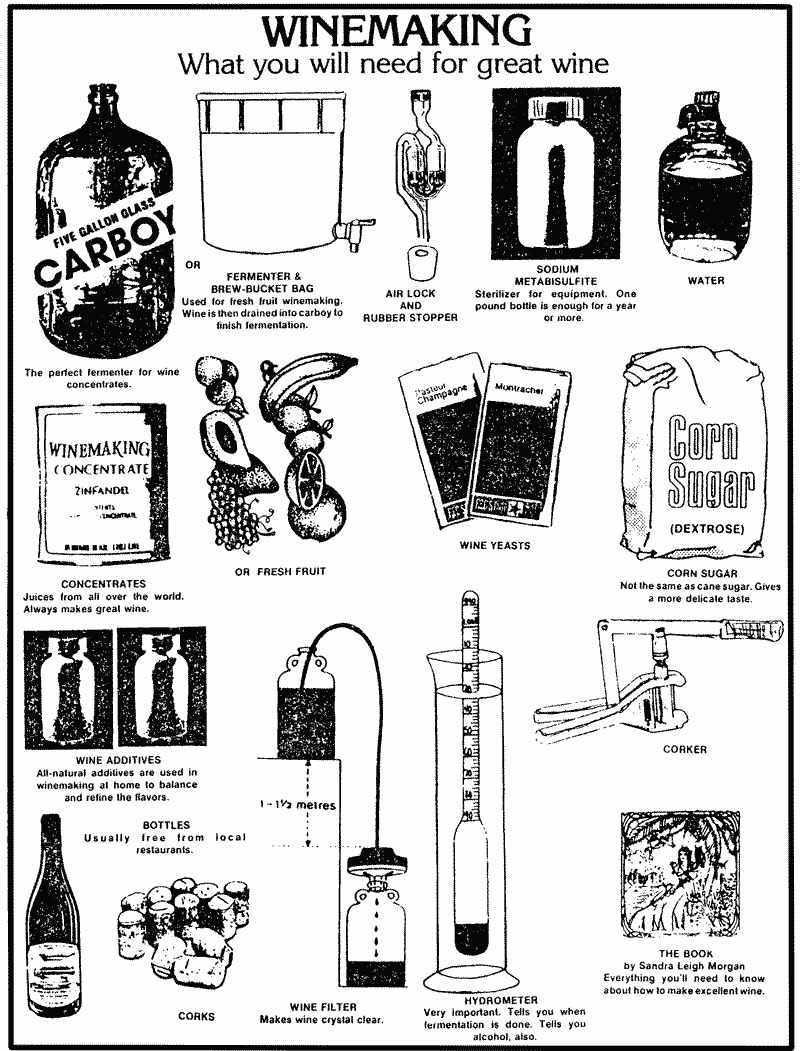 WINEMAKING
What you will need for great wine
FIVE GALLON GLASS
CARBOY
The perfect fermenter for wine
concentrates.
OR
FERMENTER &
BREW-BUCKET BAG
Used for fresh fruit winemaking.
Wine is then drained into carboy to
finish fermentation.
AIR LOCK
AND
RUBBER STOPPER
SODIUM
METABISULFITE
Sterilizer for equipment. One
pound bottle is enough for a year
or more.
WATER
WINEMAKING
CONCENTRATE
ZINFANDEL
CONCENTRATES
Juices from all over the world.
Always makes great wine.
OR FRESH FRUIT
Pasteur
Champagne
Montrachet
WINE YEASTS
Corn
Sugar
(DEXTROSE)
CORN SUGAR
Not the same as cane sugar. Gives
a more delicate taste.
WINE ADDITIVES
All-natural additives are used in
winemaking at home to balance
and refine the flavors.
1 - 1½ metres
CORKER
BOTTLES
Usually free from local
restaurants.
CORKS
WINE FILTER
Makes wine crystal clear.
HYDROMETER
Very important. Tells you when
fermentation is done. Tells you
alcohol, also.
THE BOOK
by Sandra Leigh Morgan
Everything you'll need to know
about how to make excellent wine.